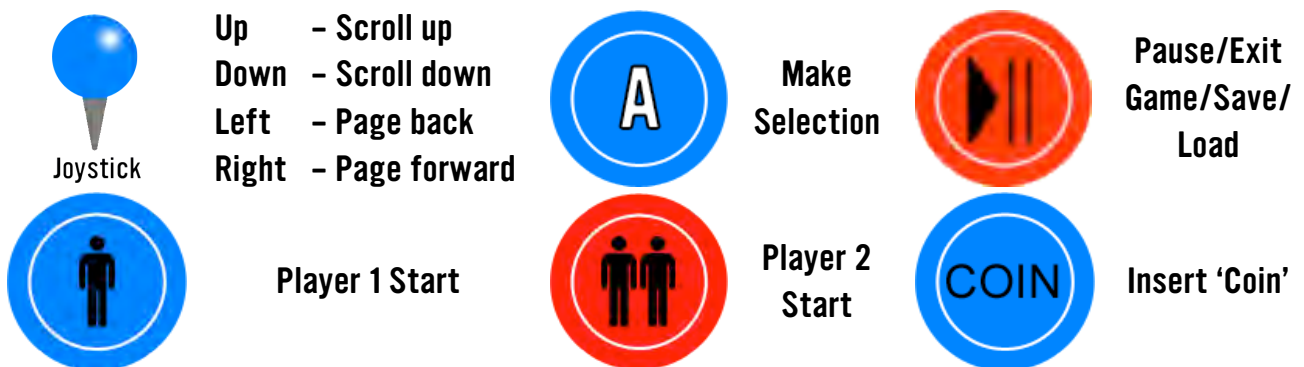 Up – Scroll up
Down – Scroll down
Left – Page back
Right – Page forward
Joystick
A
Make
Selection
Pause/Exit
Game/Save/
Load
Player 1 Start
Player 2
Start
COIN
Insert ‘Coin’